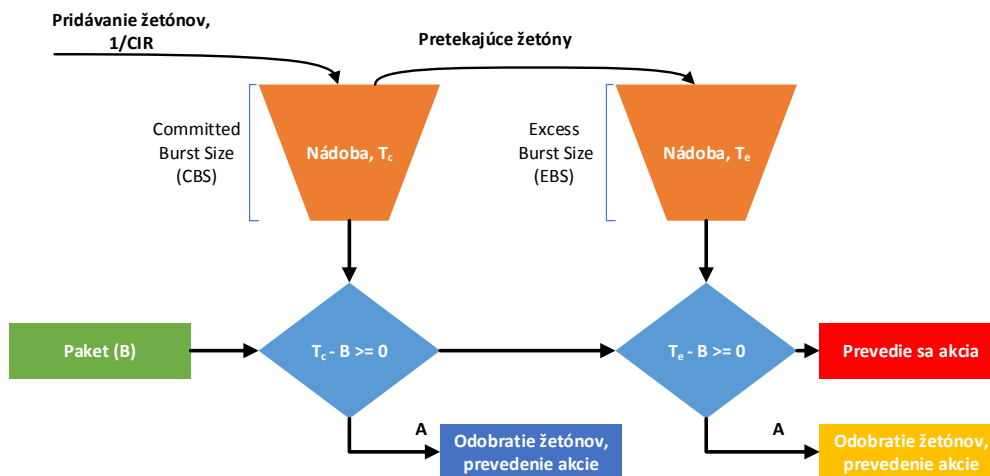 Pridávanie žetónov,
1/CIR
Pretekajúce žetóny
Committed
Burst Size
(CBS)
Nádoba, Tc
Excess
Burst Size
(EBS)
Nádoba, Te
Paket (B)
Tc - B >= 0
Te - B >= 0
Prevedie sa akcia
A
Odobratie žetónov,
prevedenie akcie
A
Odobratie žetónov,
prevedenie akcie